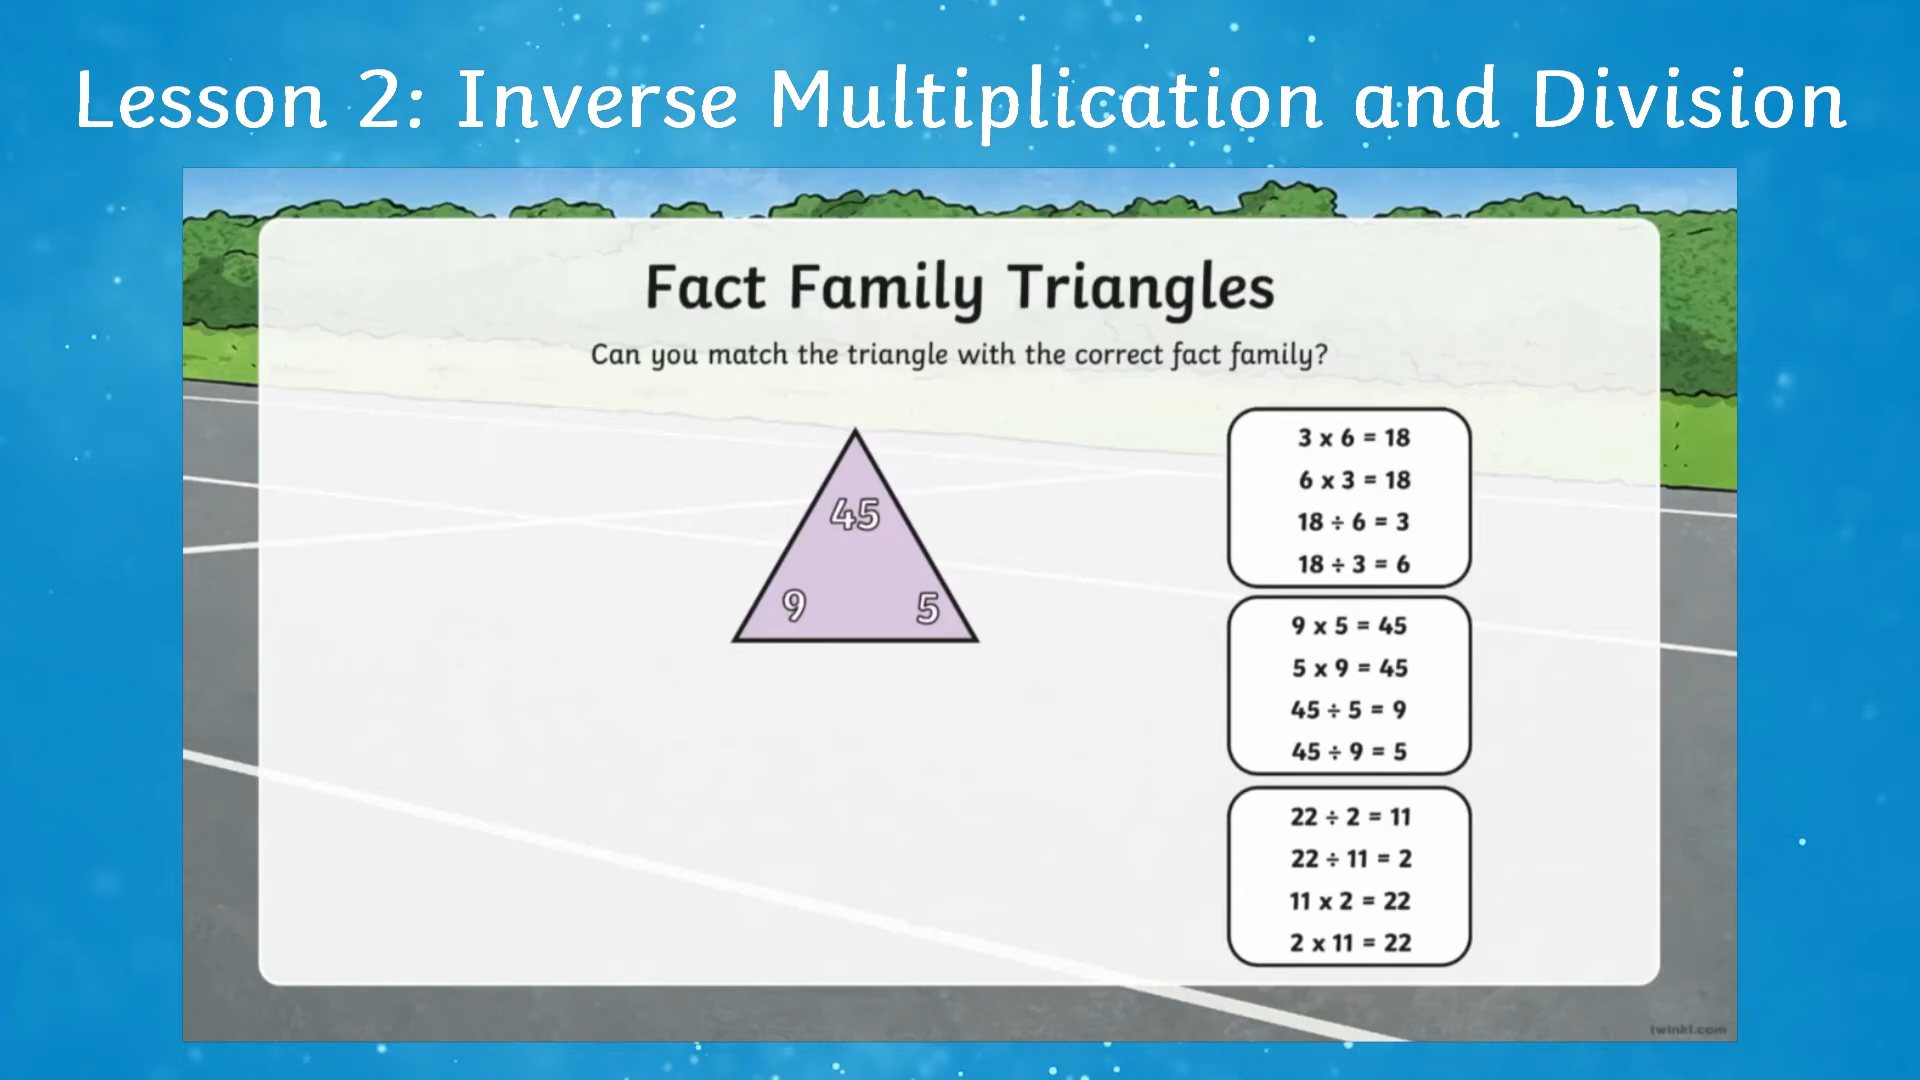 Lesson 2: Inverse Multiplication and Division
Fact Family Triangles
Can you match the triangle with the correct fact family?
45
9 5
3 x 6 = 18
6 x 3 = 18
18 ÷ 6 = 3
18 ÷ 3 = 6
9 x 5 = 45
5 x 9 = 45
45 ÷ 5 = 9
45 ÷ 9 = 5
22 ÷ 2 = 11
22 ÷ 11 = 2
11 x 2 = 22
2 x 11 = 22
twinkl.com